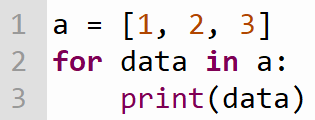 1 a = [1, 2, 3]
2 for data in a:
3     print(data)